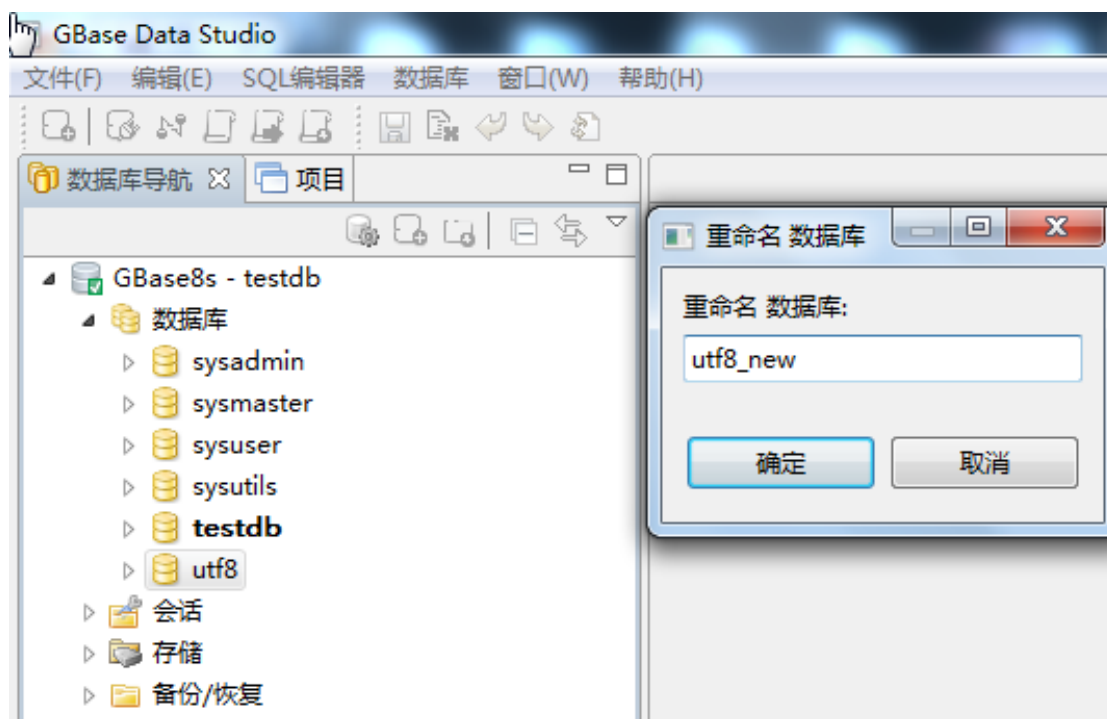 GBase Data Studio
文件(F) 编辑(E) SQL编辑器 数据库 窗口(W) 帮助(H)
数据库导航 项目
GBase8s - testdb
数据库
sysadmin
sysmaster
sysuser
sysutils
testdb
utf8
会话
存储
备份/恢复
重命名 数据库
重命名 数据库:
utf8_new
确定 取消